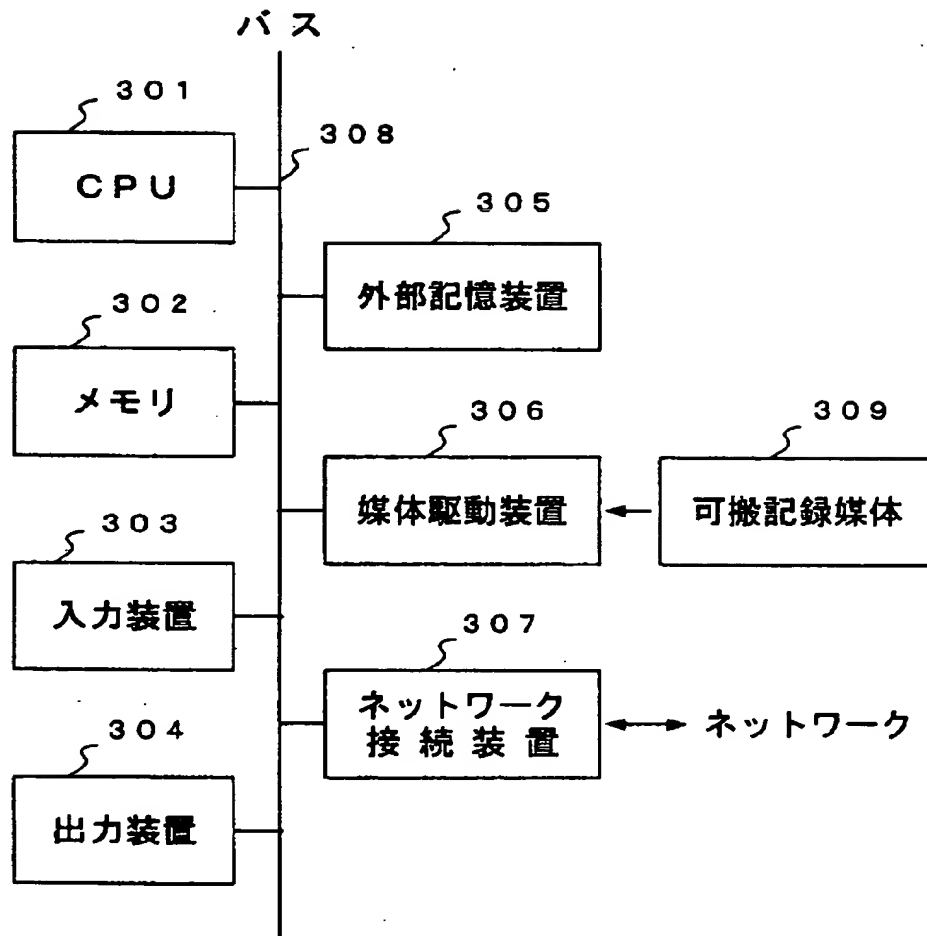 バス
301
CPU
308
305
外部記憶装置
302
メモリ
306
媒体駆動装置
309
可搬記録媒体
303
入力装置
307
ネットワーク
接続装置
ネットワーク
304
出力装置